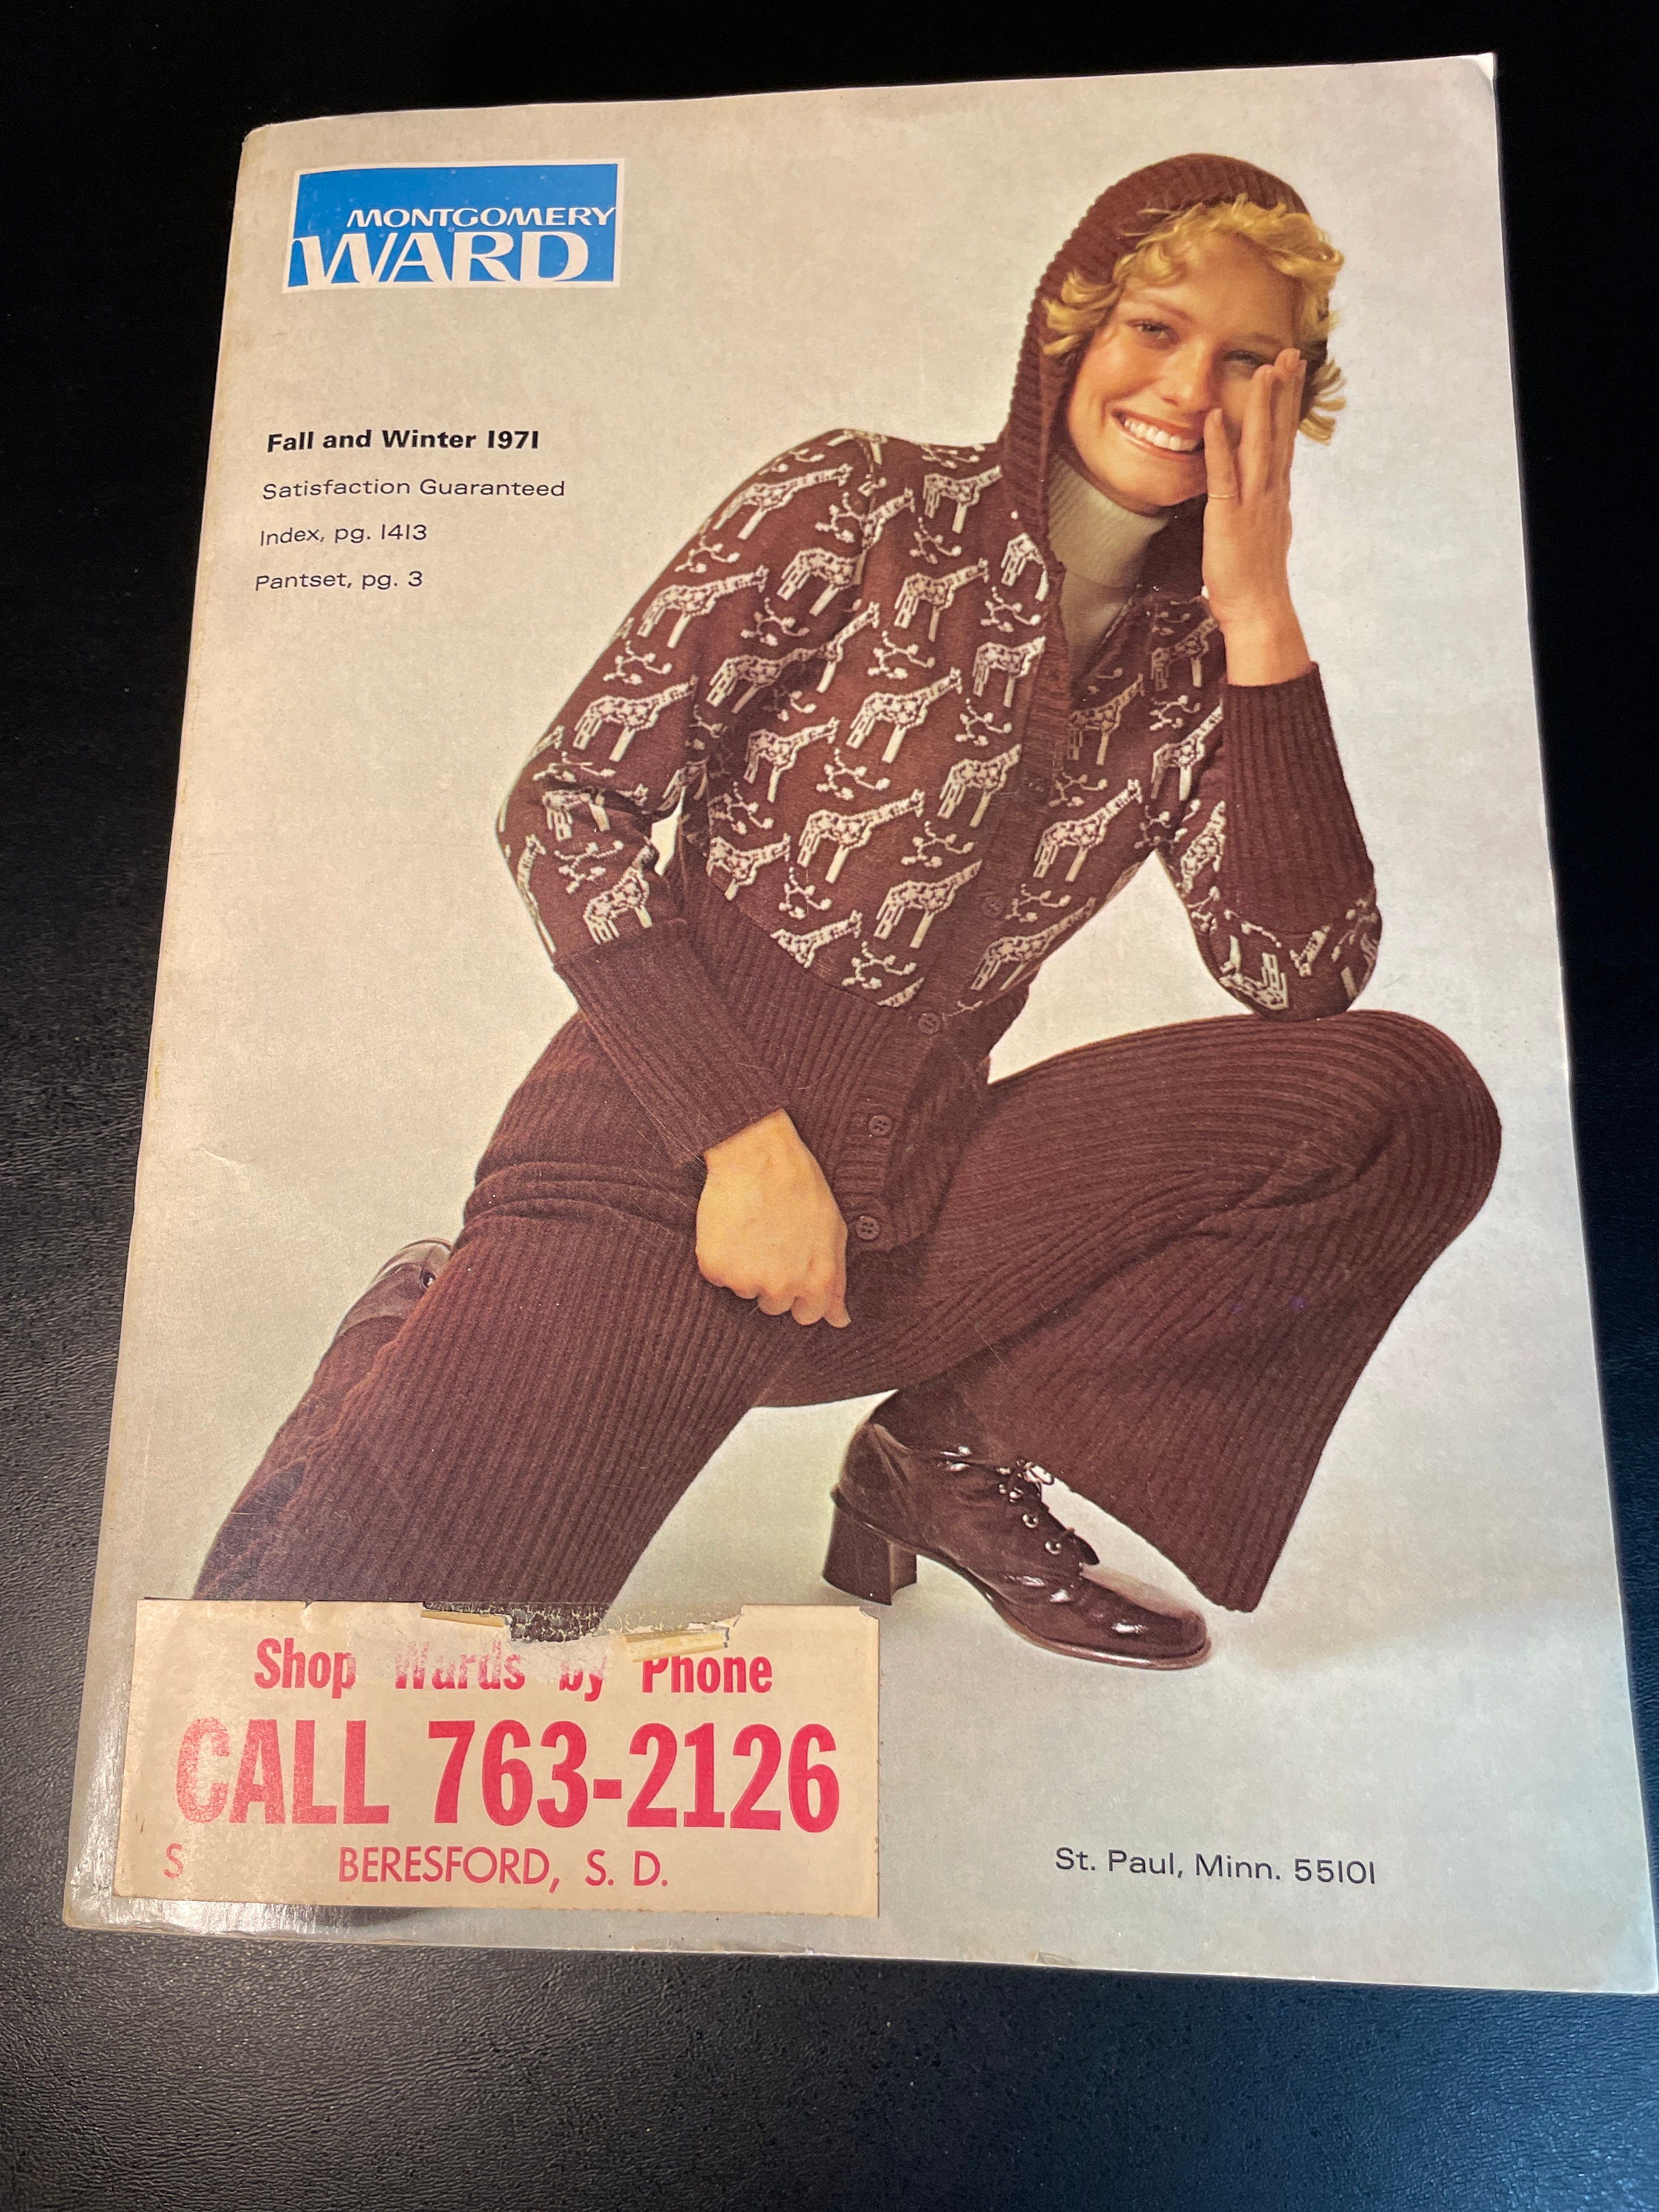 MONTGOMERY
WARD
Fall and Winter 1971
Satisfaction Guaranteed
Index, pg. 1413
Pantset, pg. 3
Shop Wards by Phone
CALL 763-2126
S BERESFORD, S. D.
St. Paul, Minn. 55101